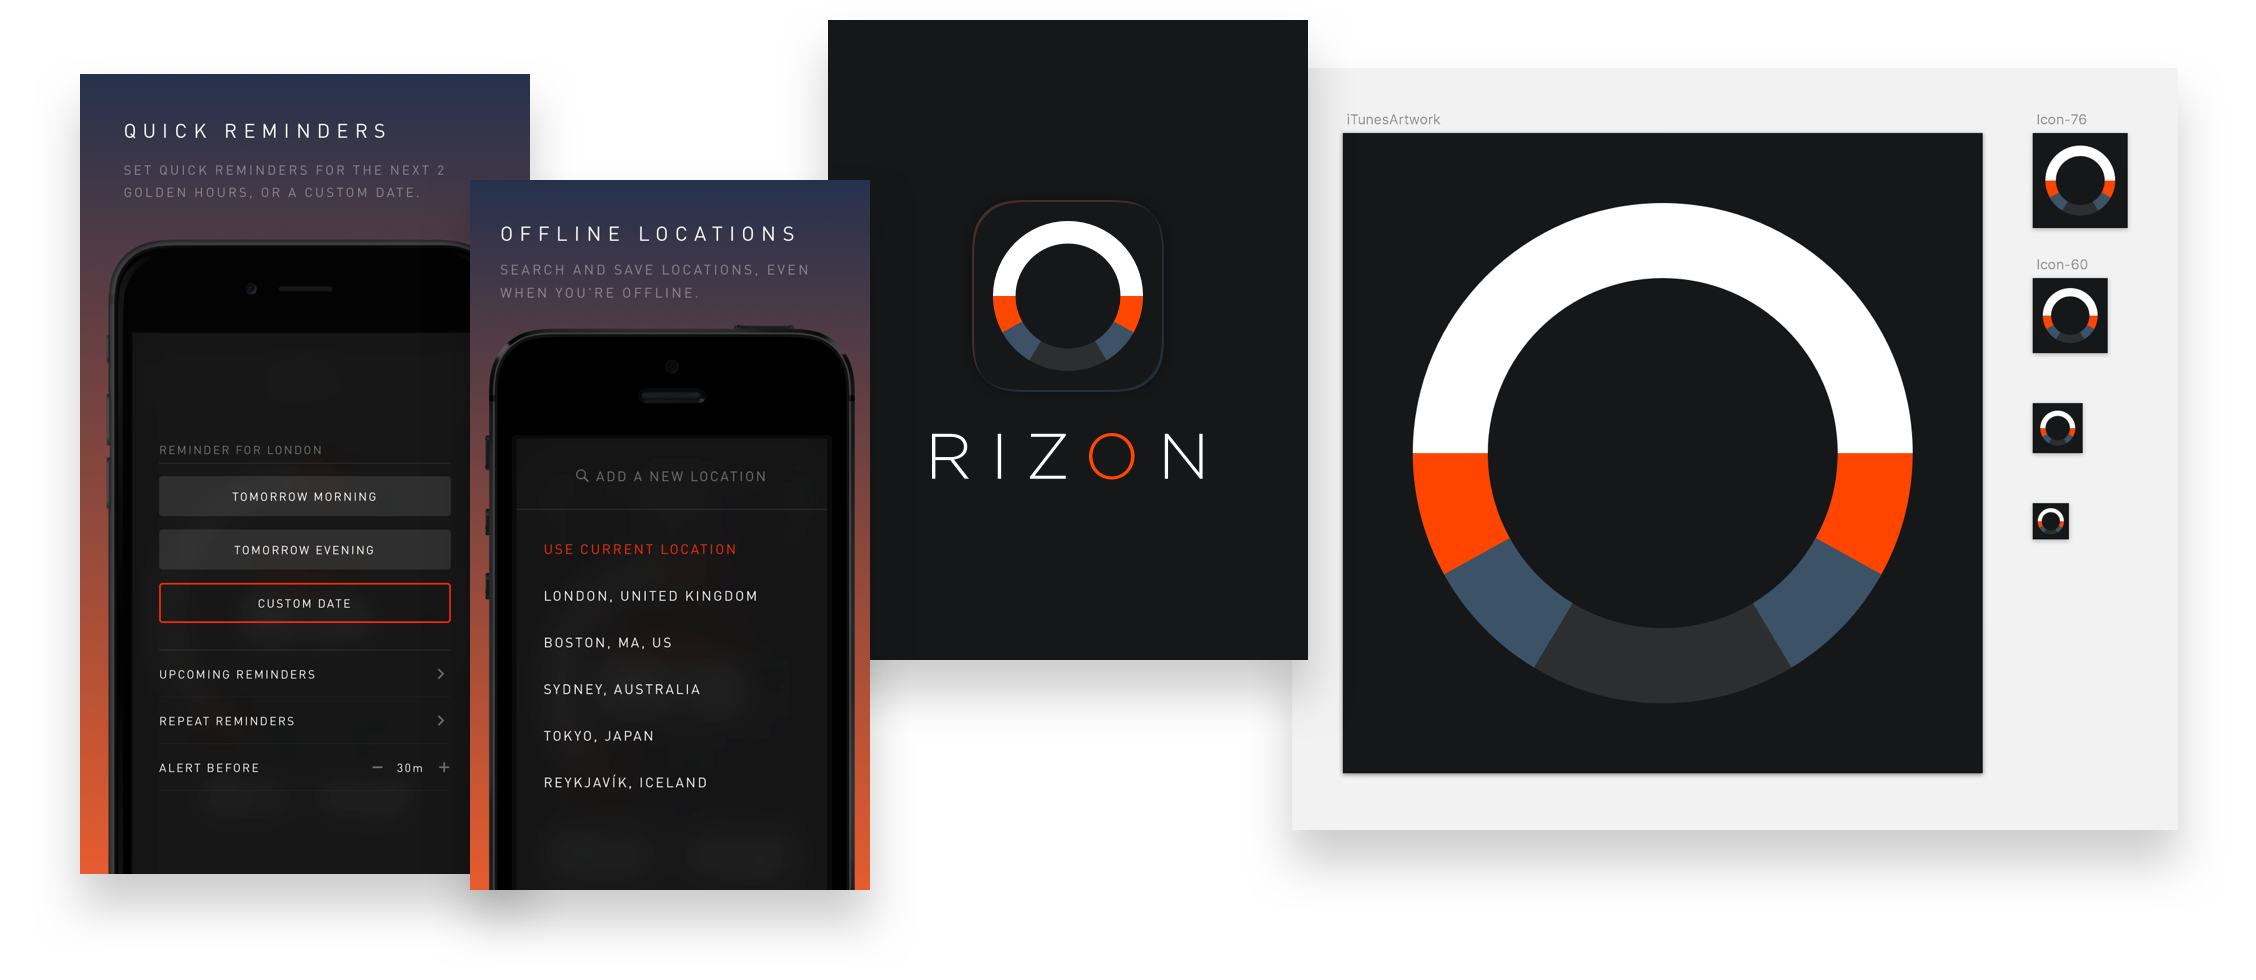 QUICK REMINDERS
SET QUICK REMINDERS FOR THE NEXT 2
GOLDEN HOURS, OR A CUSTOM DATE.
REMINDER FOR LONDON
TOMORROW MORNING
TOMORROW EVENING
CUSTOM DATE
UPCOMING REMINDERS
REPEAT REMINDERS
ALERT BEFORE − 30m +
OFFLINE LOCATIONS
SEARCH AND SAVE LOCATIONS, EVEN
WHEN YOU'RE OFFLINE.
ADD A NEW LOCATION
USE CURRENT LOCATION
LONDON, UNITED KINGDOM
BOSTON, MA, US
SYDNEY, AUSTRALIA
TOKYO, JAPAN
REYKJAVÍK, ICELAND
RIZON
iTunesArtwork
Icon-76
Icon-60